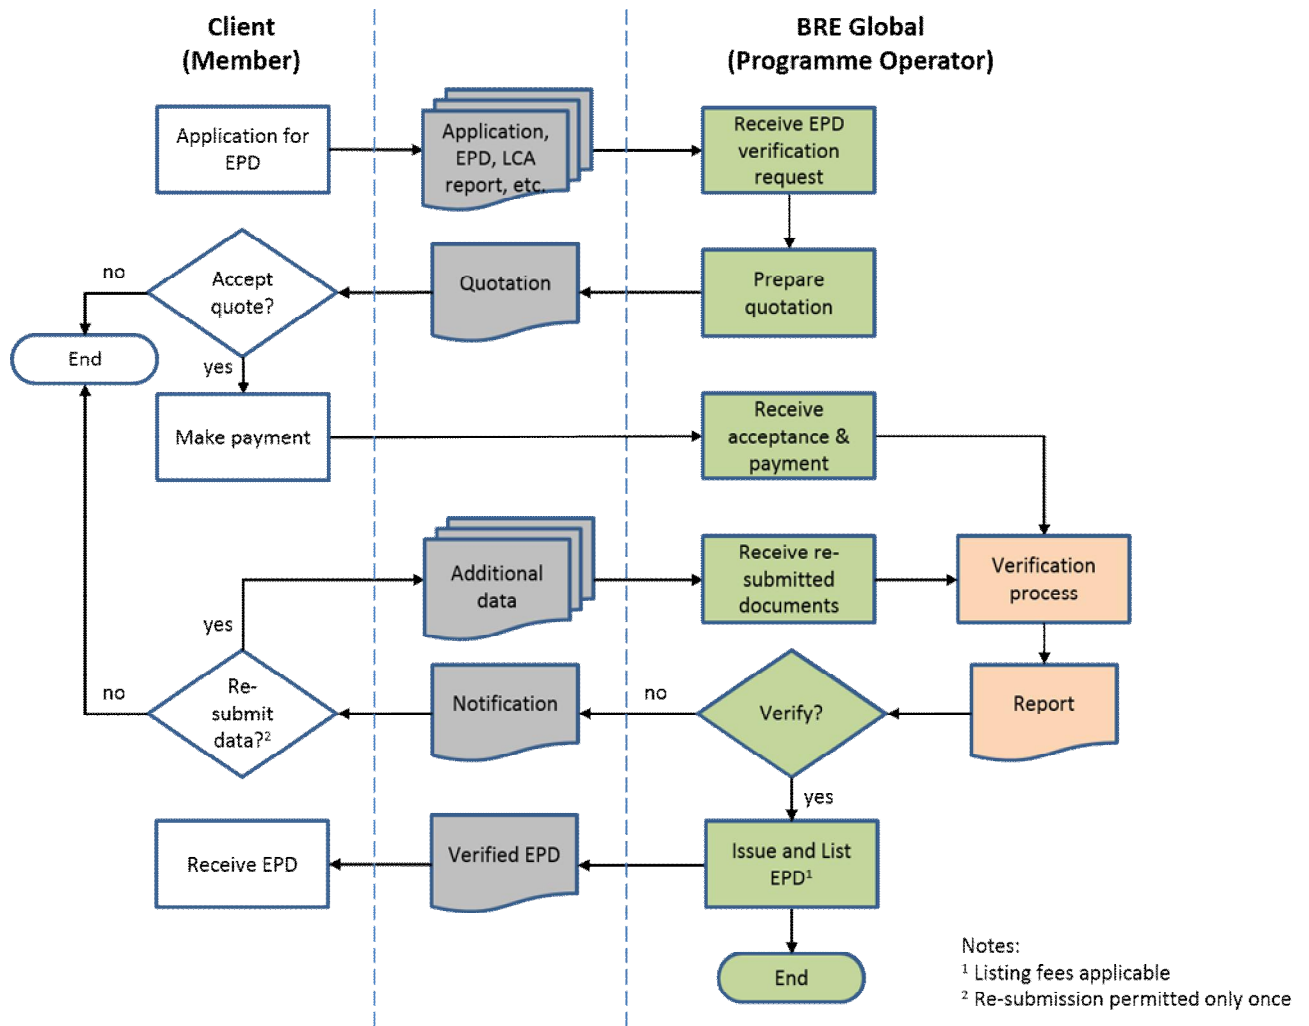 Client
(Member)
BRE Global
(Programme Operator)
Application for
EPD
Application,
EPD, LCA
report, etc.
Receive EPD
verification
request
no
Accept
quote?
Quotation
Prepare
quotation
End
yes
Make payment
Receive
acceptance &
payment
Additional
data
Receive re-
submitted
documents
Verification
process
yes
no
Re-
submit
data?²
Notification
no
Verify?
Report
yes
Receive EPD
Verified EPD
Issue and List
EPD¹
End
Notes:
¹ Listing fees applicable
² Re-submission permitted only once